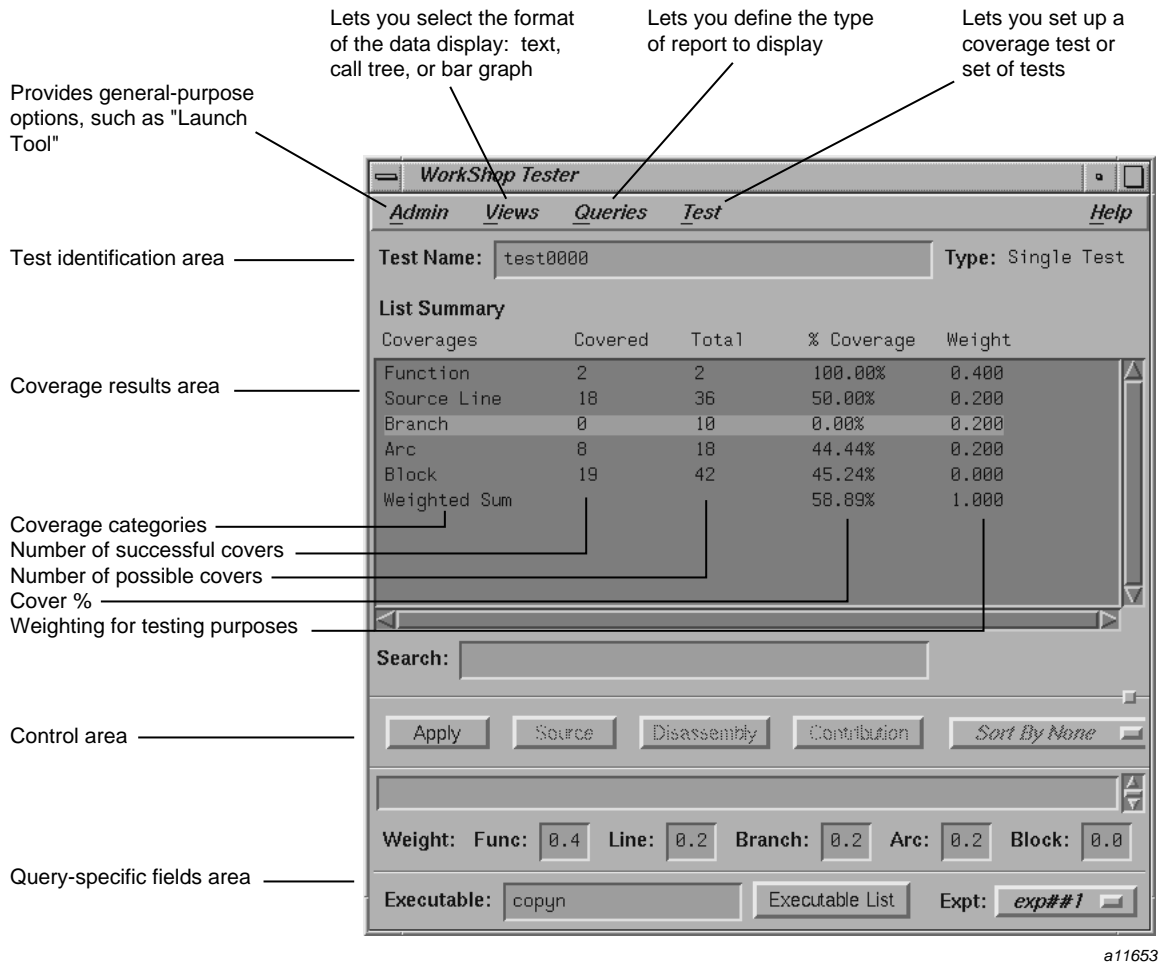 Lets you select the format
of the data display:  text,
call tree, or bar graph
Lets you define the type
of report to display
Lets you set up a
coverage test or
set of tests
Provides general-purpose
options, such as "Launch
Tool"
WorkShop Tester
Admin Views Queries Test Help
Test identification area
Test Name: test0000 Type: Single Test
List Summary
Coverages Covered Total % Coverage Weight
Coverage results area
Function 2 2 100.00% 0.400
Source Line 18 36 50.00% 0.200
Branch 0 10 0.00% 0.200
Arc 8 18 44.44% 0.200
Block 19 42 45.24% 0.000
Weighted Sum 58.89% 1.000
Coverage categories
Number of successful covers
Number of possible covers
Cover %
Weighting for testing purposes
Search:
Control area
Apply Source Disassembly Contribution Sort By None
Weight: Func: 0.4 Line: 0.2 Branch: 0.2 Arc: 0.2 Block: 0.0
Query-specific fields area
Executable: copyn Executable List Expt: exp##1
a11653